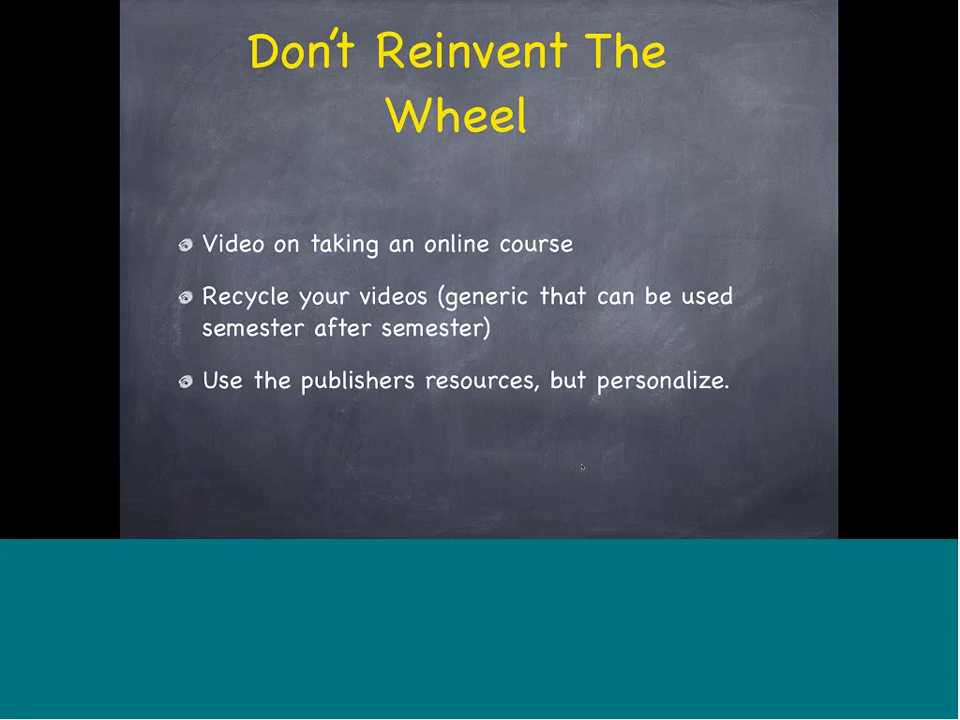 Don't Reinvent The
Wheel
Video on taking an online course
Recycle your videos (generic that can be used
semester after semester)
Use the publishers resources, but personalize.